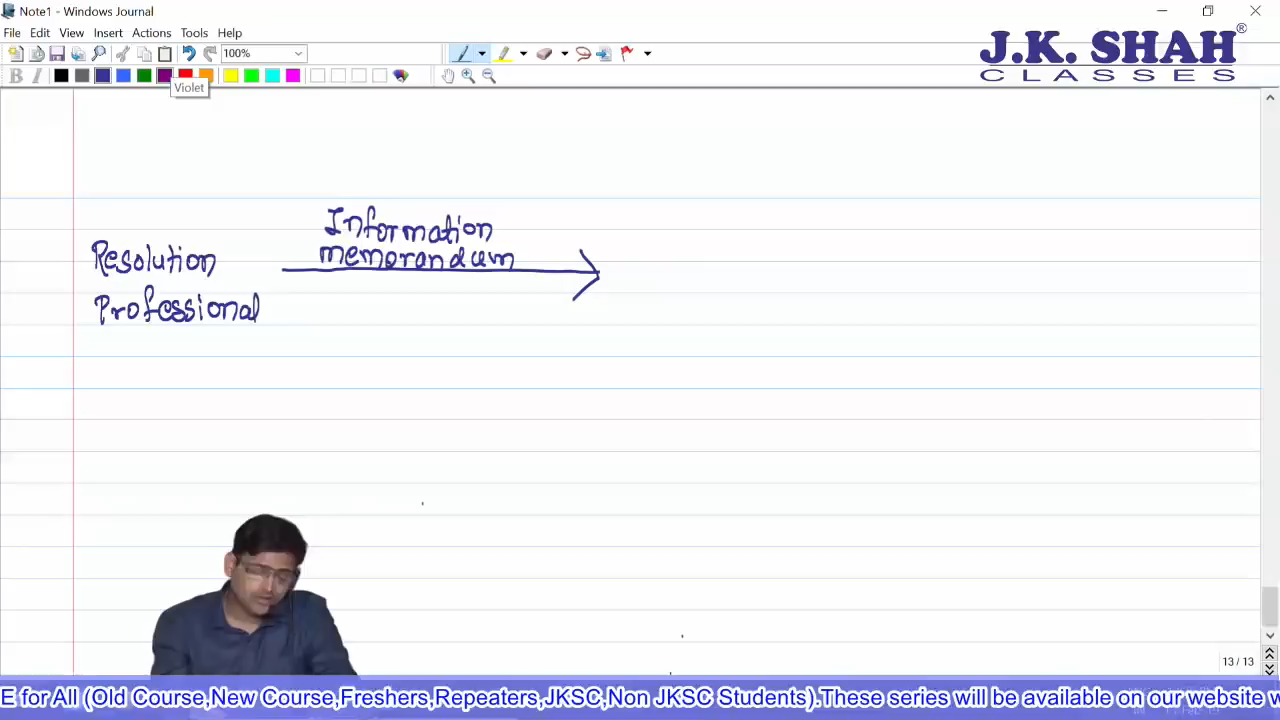 Note1 - Windows Journal
File Edit View Insert Actions Tools Help
100%
B I
Violet
J.K. SHAH®
CLASSES
Information
memorandum
Resolution
Professional
13 / 13
E for All (Old Course,New Course,Freshers,Repeaters,JKSC,Non JKSC Students).These series will be available on our website w